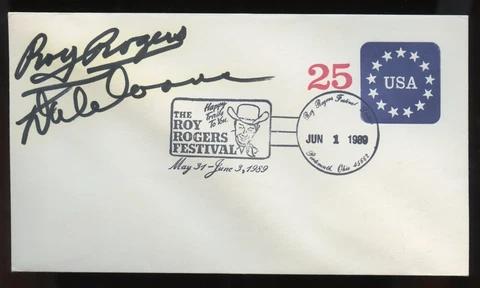 Roy Rogers
Dale Evans
25
USA
Happy
Trails
To You
THE
ROY
ROGERS
FESTIVAL
May 31-June 3, 1989
Roy Rogers Festival
JUN 1 1989
Portsmouth, Ohio 45662